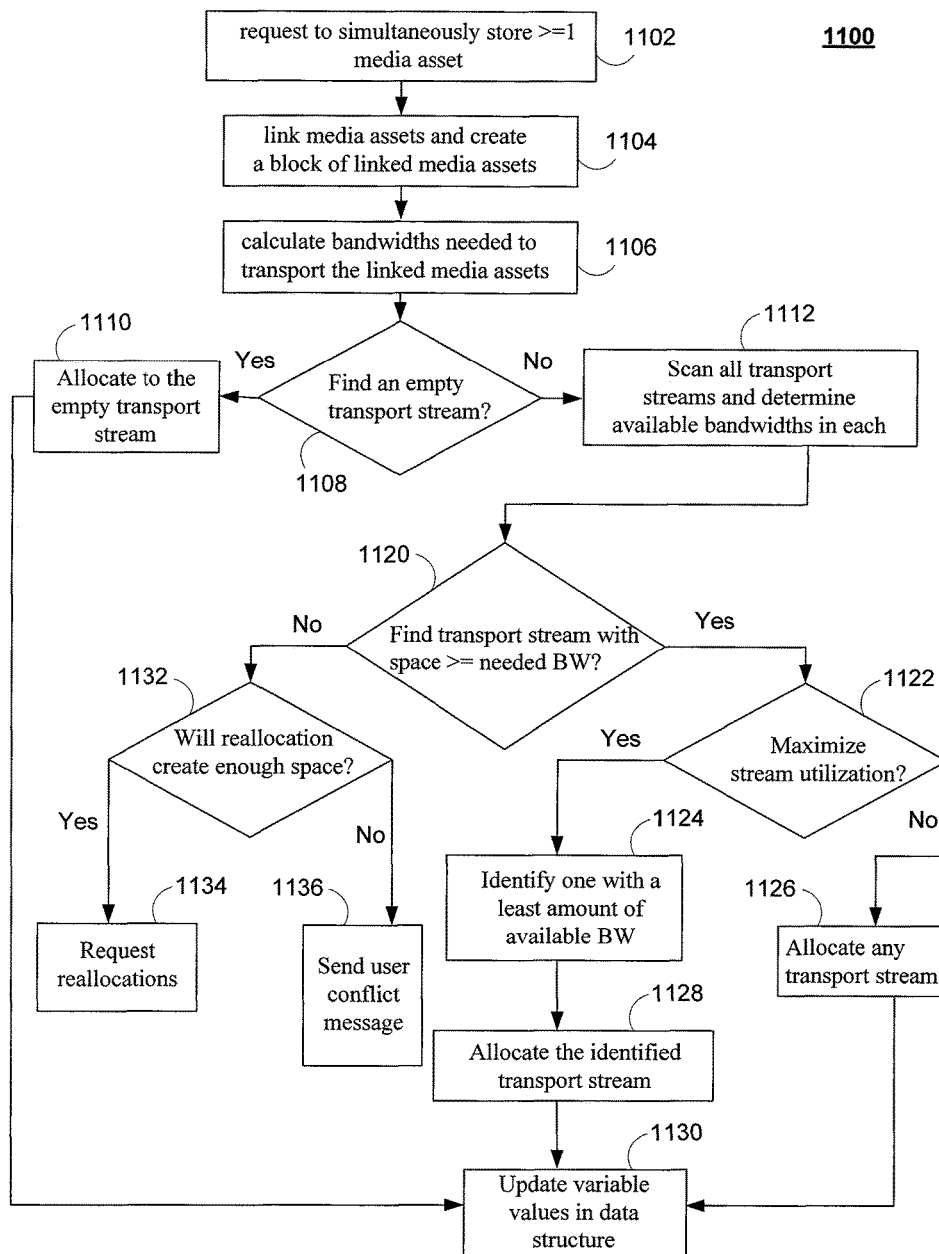 1100
request to simultaneously store >=1
media asset
1102
link media assets and create
a block of linked media assets
1104
calculate bandwidths needed to
transport the linked media assets
1106
1110
Yes
Allocate to the
empty transport
stream
Find an empty
transport stream?
1108
No
1112
Scan all transport
streams and determine
available bandwidths in each
1120
No
Find transport stream with
space >= needed BW?
Yes
1132
Will reallocation
create enough space?
1122
Yes
Maximize
stream utilization?
Yes
No
No
1134
Request
reallocations
1136
Send user
conflict
message
1124
Identify one with a
least amount of
available BW
1126
Allocate any
transport stream
1128
Allocate the identified
transport stream
1130
Update variable
values in data
structure